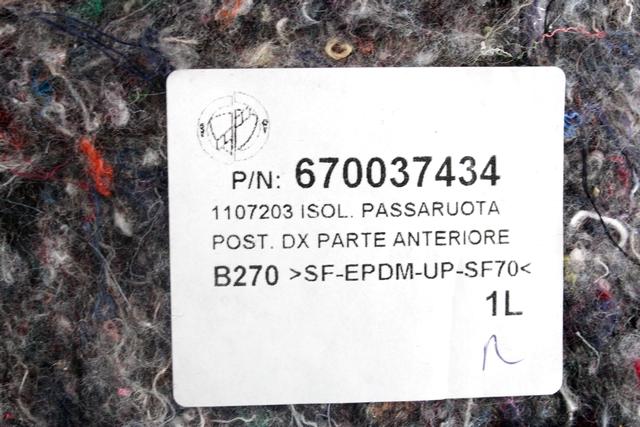 P/N: 670037434
1107203 ISOL. PASSARUOTA
POST. DX PARTE ANTERIORE
B270 >SF-EPDM-UP-SF70<
1L